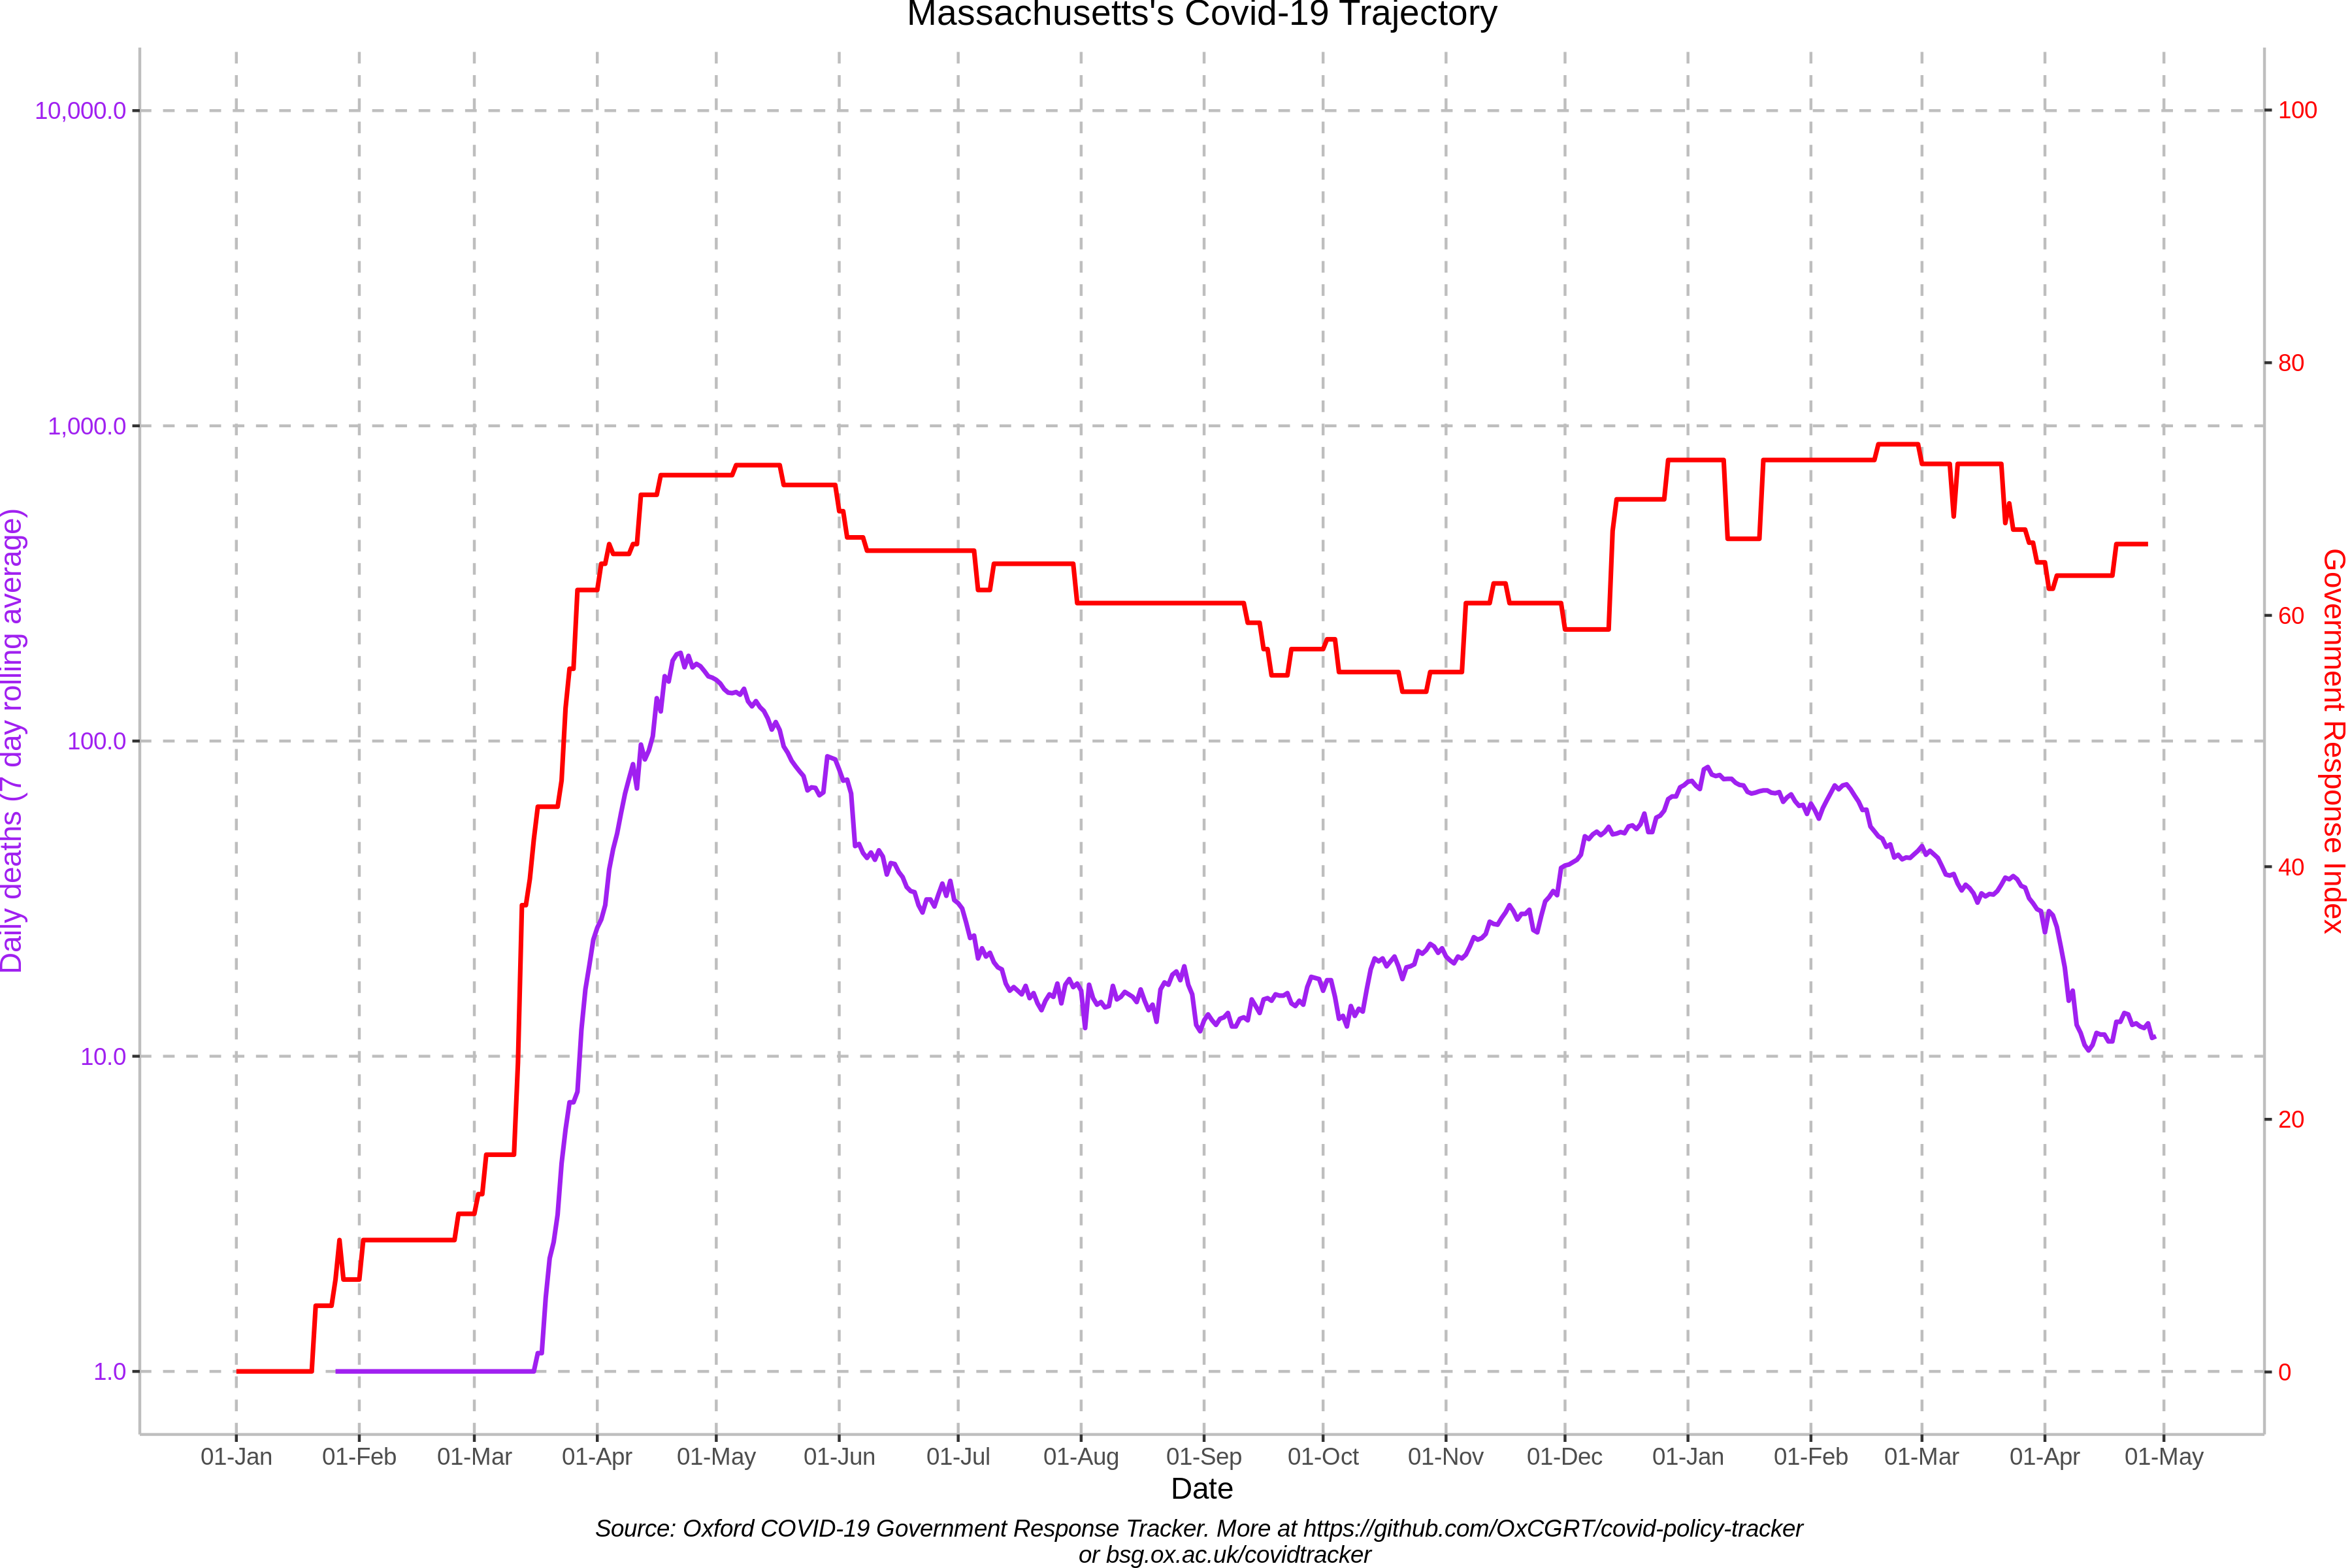 Massachusetts's Covid-19 Trajectory
10,000.0
1,000.0
100.0
10.0
1.0
Daily deaths (7 day rolling average)
100
80
60
40
20
0
Government Response Index
01-Jan 01-Feb 01-Mar 01-Apr 01-May 01-Jun 01-Jul 01-Aug 01-Sep 01-Oct 01-Nov 01-Dec 01-Jan 01-Feb 01-Mar 01-Apr 01-May
Date
Source: Oxford COVID-19 Government Response Tracker. More at https://github.com/OxCGRT/covid-policy-tracker
or bsg.ox.ac.uk/covidtracker